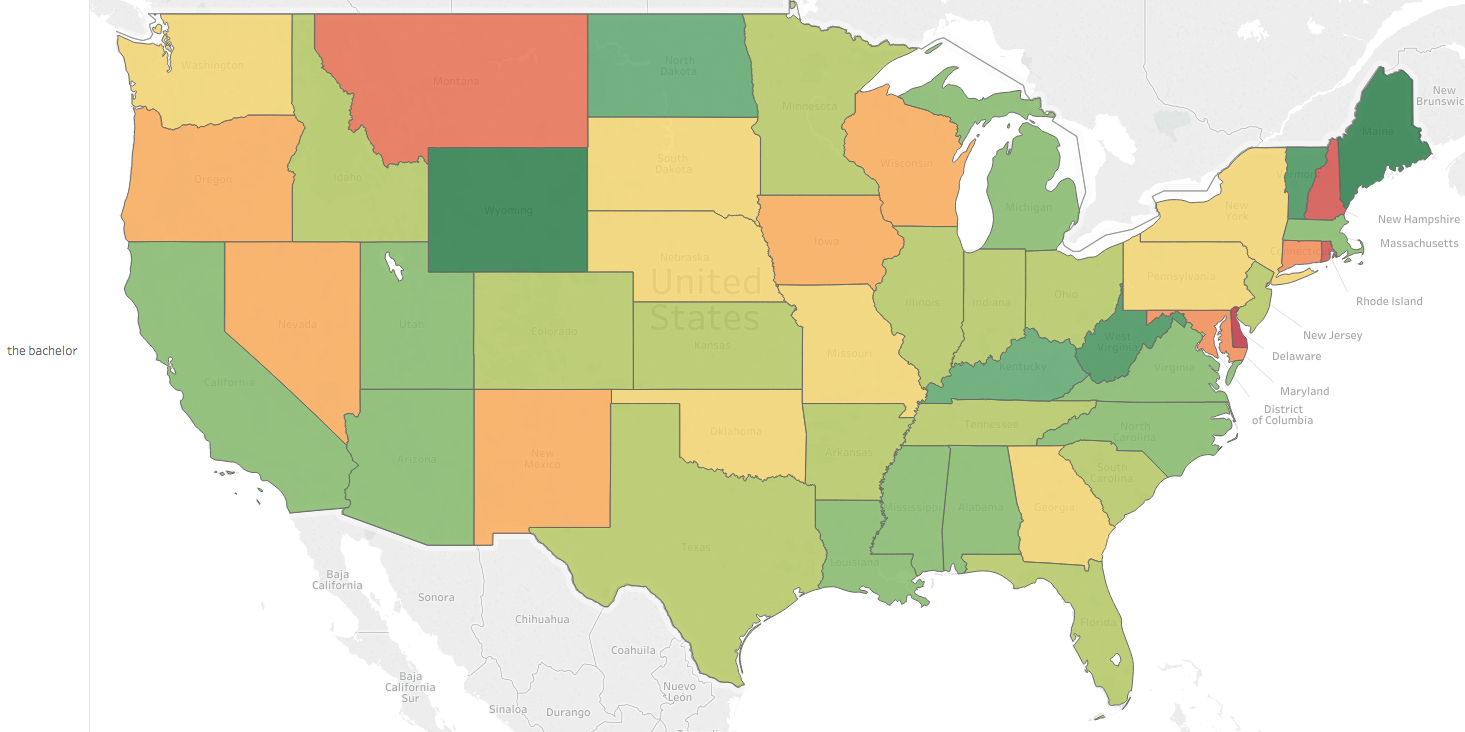 Washington
Montana
North
Dakota
Minnesota
New
Brunswic
Maine
Oregon
Idaho
South
Dakota
Wisconsin
Vermont
Wyoming
Michigan
New
York
New Hampshire
Massachusetts
Iowa
Nebraska
Connecticut
United
States
Pennsylvania
Rhode Island
Nevada
Utah
Colorado
Kansas
Illinois
Indiana
Ohio
New Jersey
the bachelor
Missouri
West
Virginia
Delaware
California
Kentucky
Virginia
Maryland
District
of Columbia
Arizona
New
Mexico
Oklahoma
Arkansas
Tennessee
North
Carolina
South
Carolina
Mississippi
Alabama
Georgia
Texas
Louisiana
Baja
California
Sonora
Chihuahua
Florida
Coahuila
Baja
California
Sur
Nuevo
León
Sinaloa
Durango